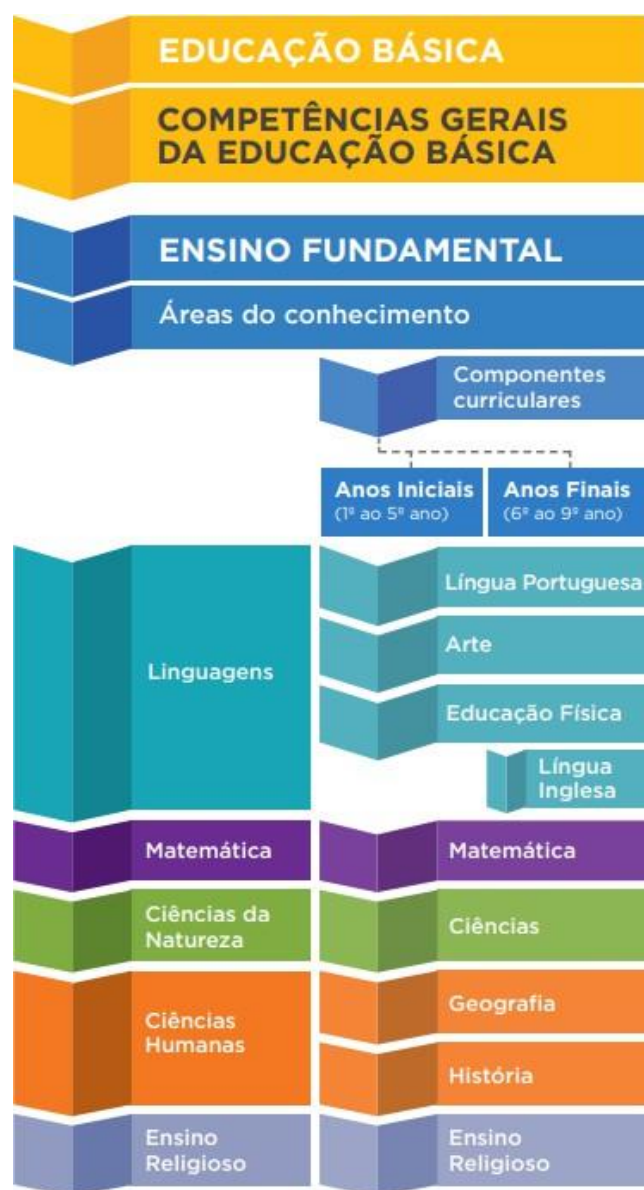 EDUCAÇÃO BÁSICA
COMPETÊNCIAS GERAIS
DA EDUCAÇÃO BÁSICA
ENSINO FUNDAMENTAL
Áreas do conhecimento
Componentes
curriculares
Anos Iniciais
(1º ao 5º ano)
Anos Finais
(6º ao 9º ano)
Linguagens
Língua Portuguesa
Arte
Educação Física
Língua
Inglesa
Matemática
Matemática
Ciências da
Natureza
Ciências
Ciências
Humanas
Geografia
História
Ensino
Religioso
Ensino
Religioso